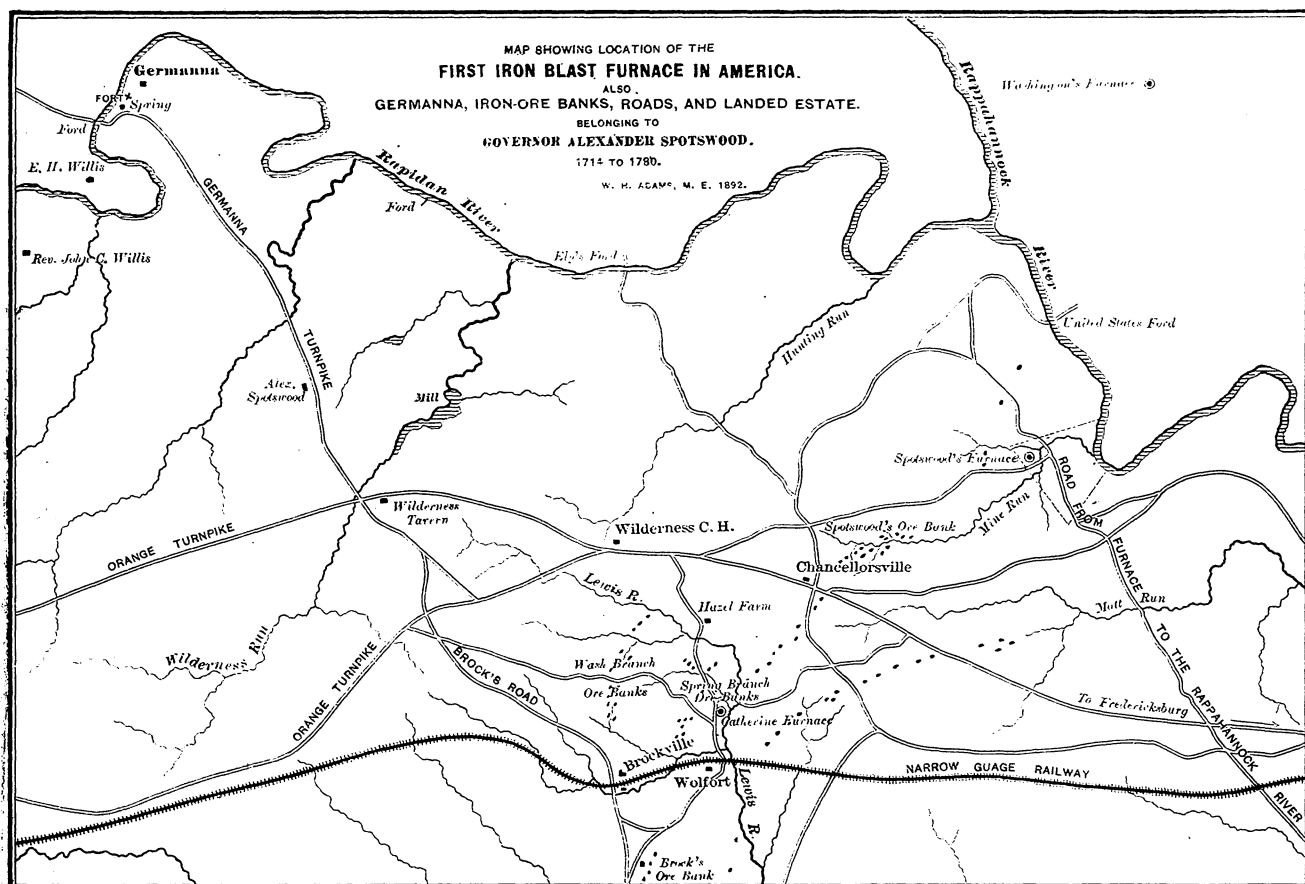 MAP SHOWING LOCATION OF THE
FIRST IRON BLAST FURNACE IN AMERICA.
ALSO
GERMANNA, IRON-ORE BANKS, ROADS, AND LANDED ESTATE.
BELONGING TO
GOVERNOR ALEXANDER SPOTSWOOD.
1714 TO 1780.
W. H. ADAMS, M. E. 1892.
Germanna
FORT
Spring
Ford
E. H. Willis
Rev. John C. Willis
GERMANNA
TURNPIKE
Rapidan
River
Ford
Ely's Ford
Rappahannock
River
Washington's Furnace
Hunting Run
United States Ford
Alex.
Spotswood
Mill
Spotswood's Furnace
Wilderness
Tavern
Wilderness C. H.
Spotswood's Ore Bank
Mine Run
ROAD FROM
FURNACE
TO THE RAPPAHANNOCK
RIVER
ORANGE TURNPIKE
Chancellorsville
Lewis R.
Hazel Farm
Mott Run
Wilderness Run
ORANGE TURNPIKE
BROCK'S ROAD
Wash Branch
Ore Banks
Spring Branch
Ore Banks
Catherine Furnace
To Fredericksburg
Brockville
Wolfort
Lewis R.
NARROW GUAGE RAILWAY
Brock's
Ore Bank